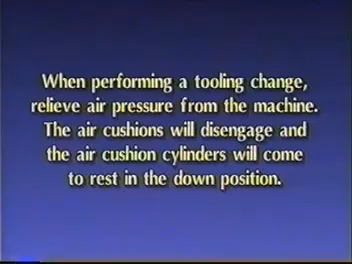 When performing a tooling change,
relieve air pressure from the machine.
The air cushions will disengage and
the air cushion cylinders will come
to rest in the down position.